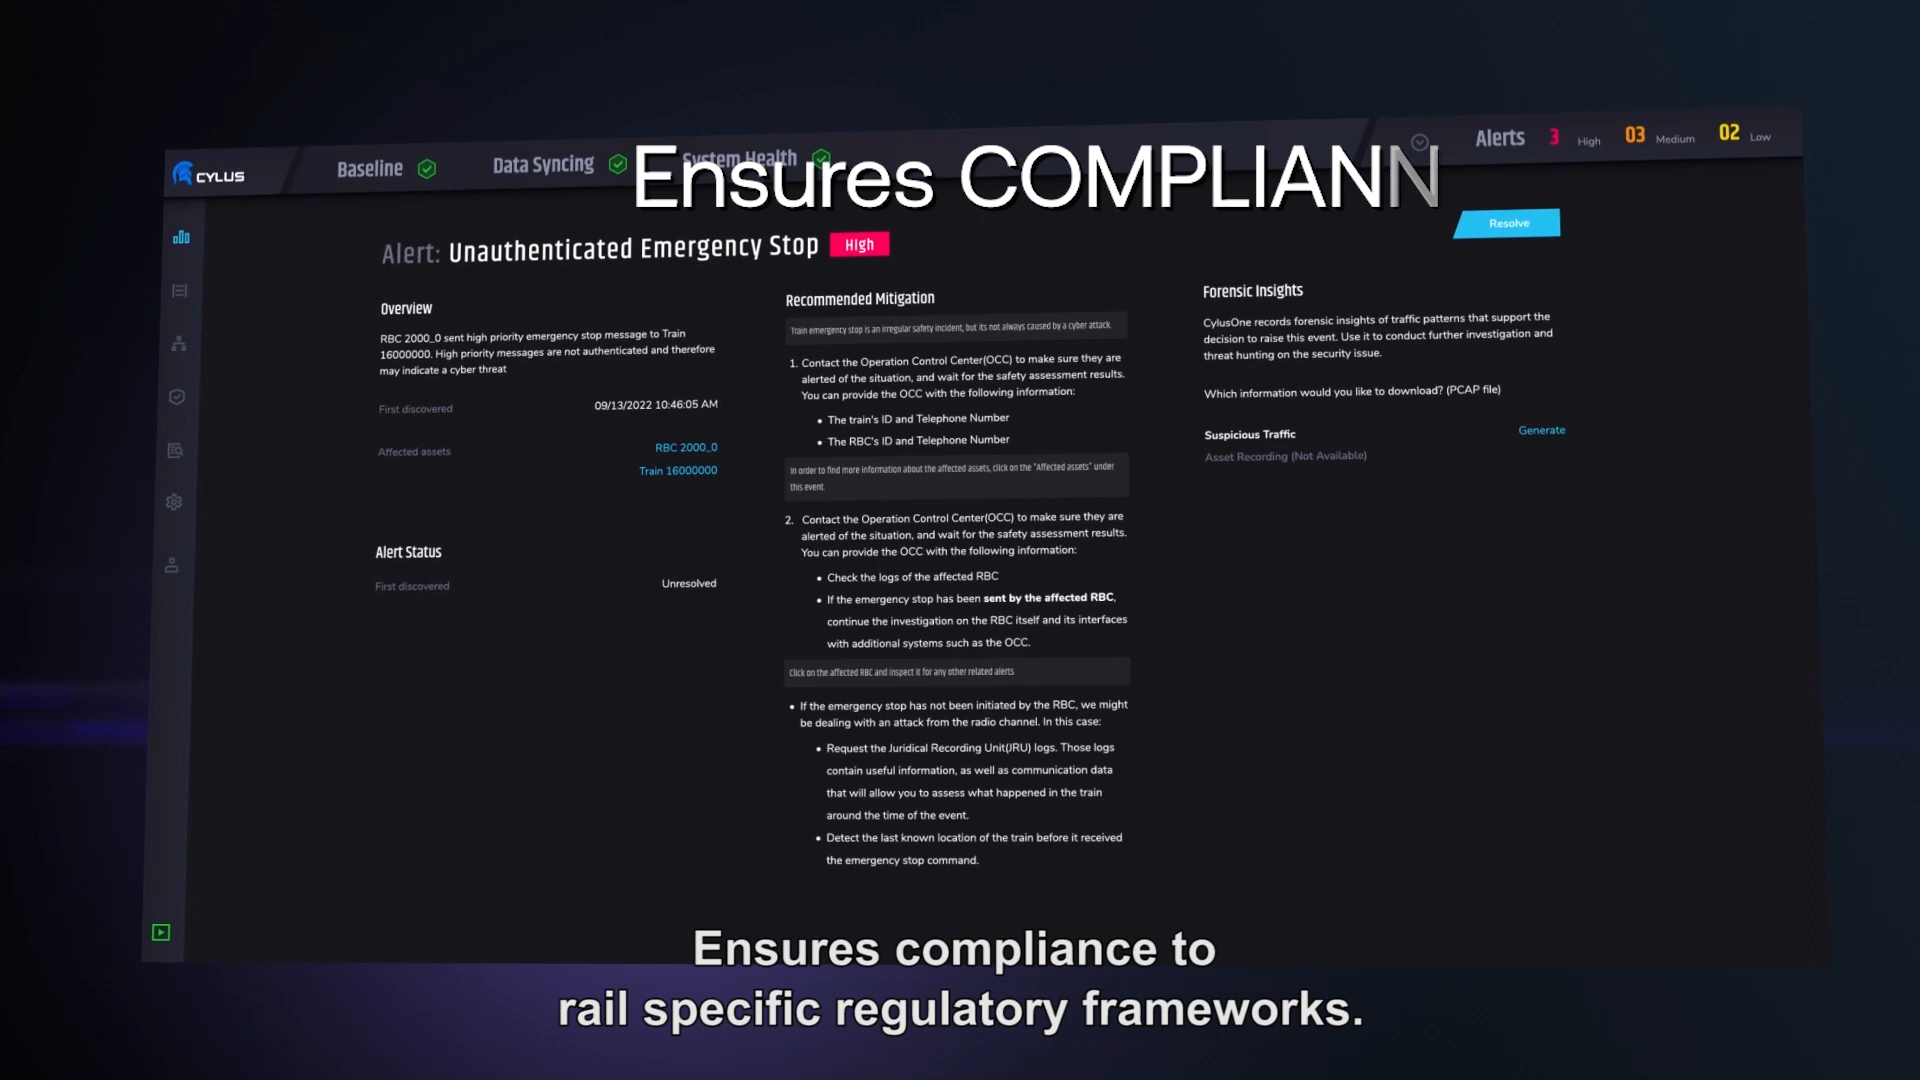 CYLUS
Baseline
Data Syncing
System Health
Alerts 3 High 03 Medium 02 Low
Ensures COMPLIANN
Resolve
Alert: Unauthenticated Emergency Stop High
Overview
RBC 2000_0 sent high priority emergency stop message to Train
16000000. High priority messages are not authenticated and therefore
may indicate a cyber threat
First discovered 09/13/2022 10:46:05 AM
Affected assets RBC 2000_0
Train 16000000
Alert Status
First discovered Unresolved
Recommended Mitigation
Train emergency stop is an irregular safety incident, but its not always caused by a cyber attack.
1. Contact the Operation Control Center(OCC) to make sure they are
alerted of the situation, and wait for the safety assessment results.
You can provide the OCC with the following information:
• The train's ID and Telephone Number
• The RBC's ID and Telephone Number
In order to find more information about the affected assets, click on the "Affected assets" under
this event.
2. Contact the Operation Control Center(OCC) to make sure they are
alerted of the situation, and wait for the safety assessment results.
You can provide the OCC with the following information:
• Check the logs of the affected RBC
• If the emergency stop has been sent by the affected RBC,
continue the investigation on the RBC itself and its interfaces
with additional systems such as the OCC.
Click on the affected RBC and inspect it for any other related alerts
• If the emergency stop has not been initiated by the RBC, we might
be dealing with an attack from the radio channel. In this case:
• Request the Juridical Recording Unit(JRU) logs. Those logs
contain useful information, as well as communication data
that will allow you to assess what happened in the train
around the time of the event.
• Detect the last known location of the train before it received
the emergency stop command.
Forensic Insights
CylusOne records forensic insights of traffic patterns that support the
decision to raise this event. Use it to conduct further investigation and
threat hunting on the security issue.
Which information would you like to download? (PCAP file)
Suspicious Traffic Generate
Asset Recording (Not Available)
Ensures compliance to
rail specific regulatory frameworks.